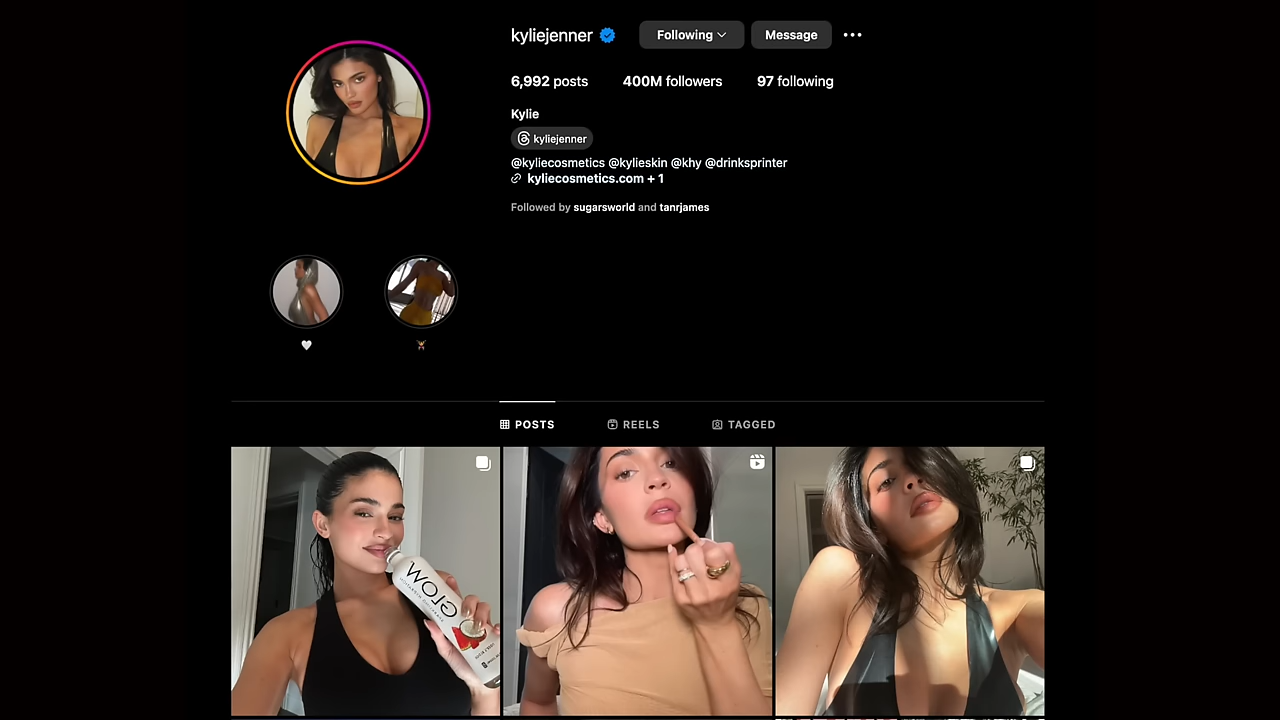 kyliejenner Following Message
6,992 posts 400M followers 97 following
Kylie
kyliejenner
@kyliecosmetics @kylieskin @khy @drinksprinter
kyliecosmetics.com + 1
Followed by sugarsworld and tanrjames
POSTS REELS TAGGED
GLOW